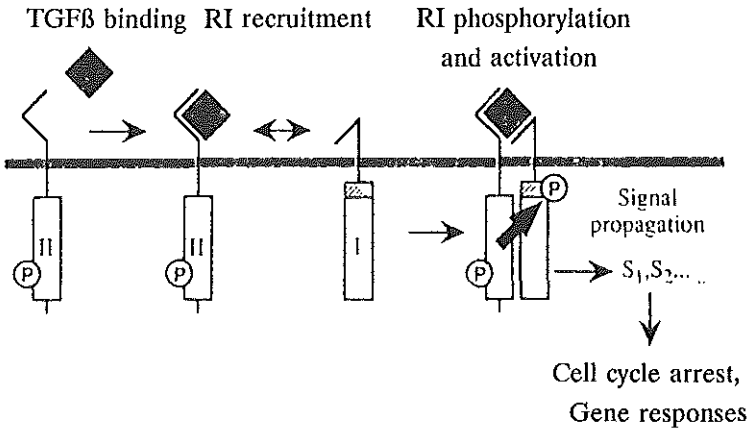 TGFß binding RI recruitment RI phosphorylation
and activation
II
P
II
P
I
P
P
Signal
propagation
S1,S2...
Cell cycle arrest,
Gene responses